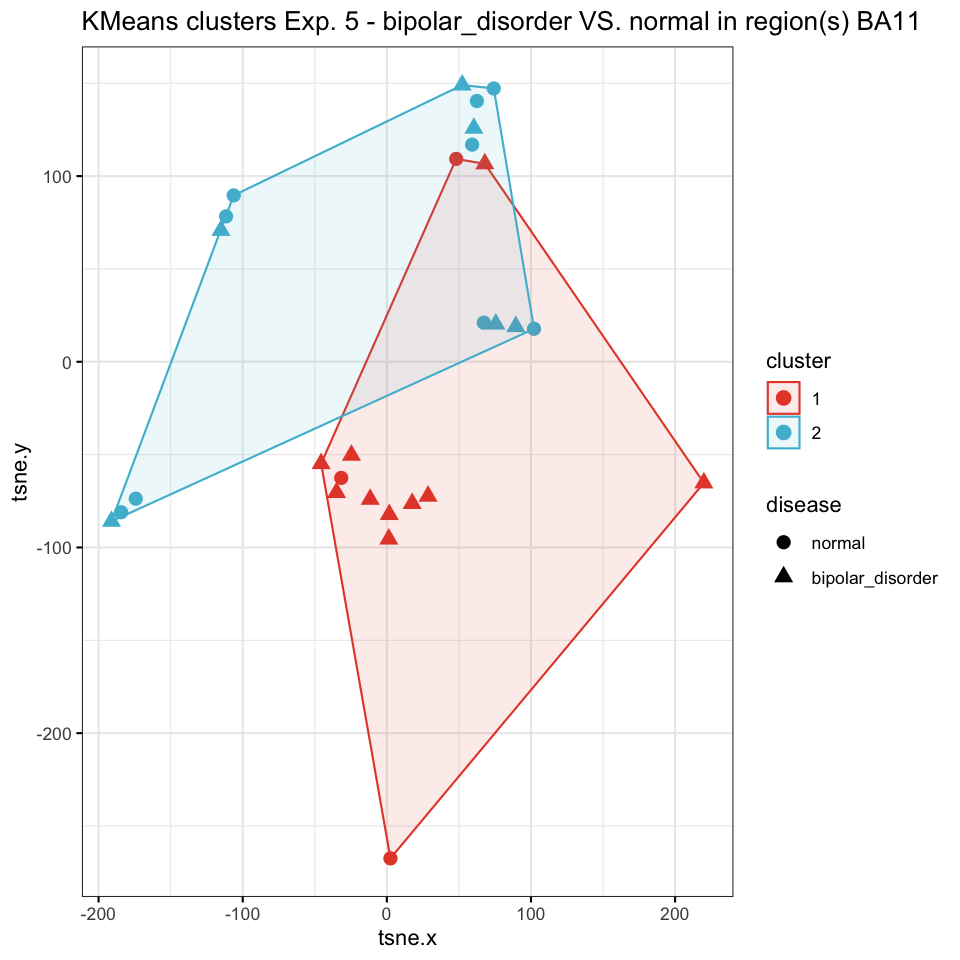 KMeans clusters Exp. 5 - bipolar_disorder VS. normal in region(s) BA11
tsne.y
100
0
-100
-200
-200
-100
0
100
200
tsne.x
cluster
1
2
disease
normal
bipolar_disorder